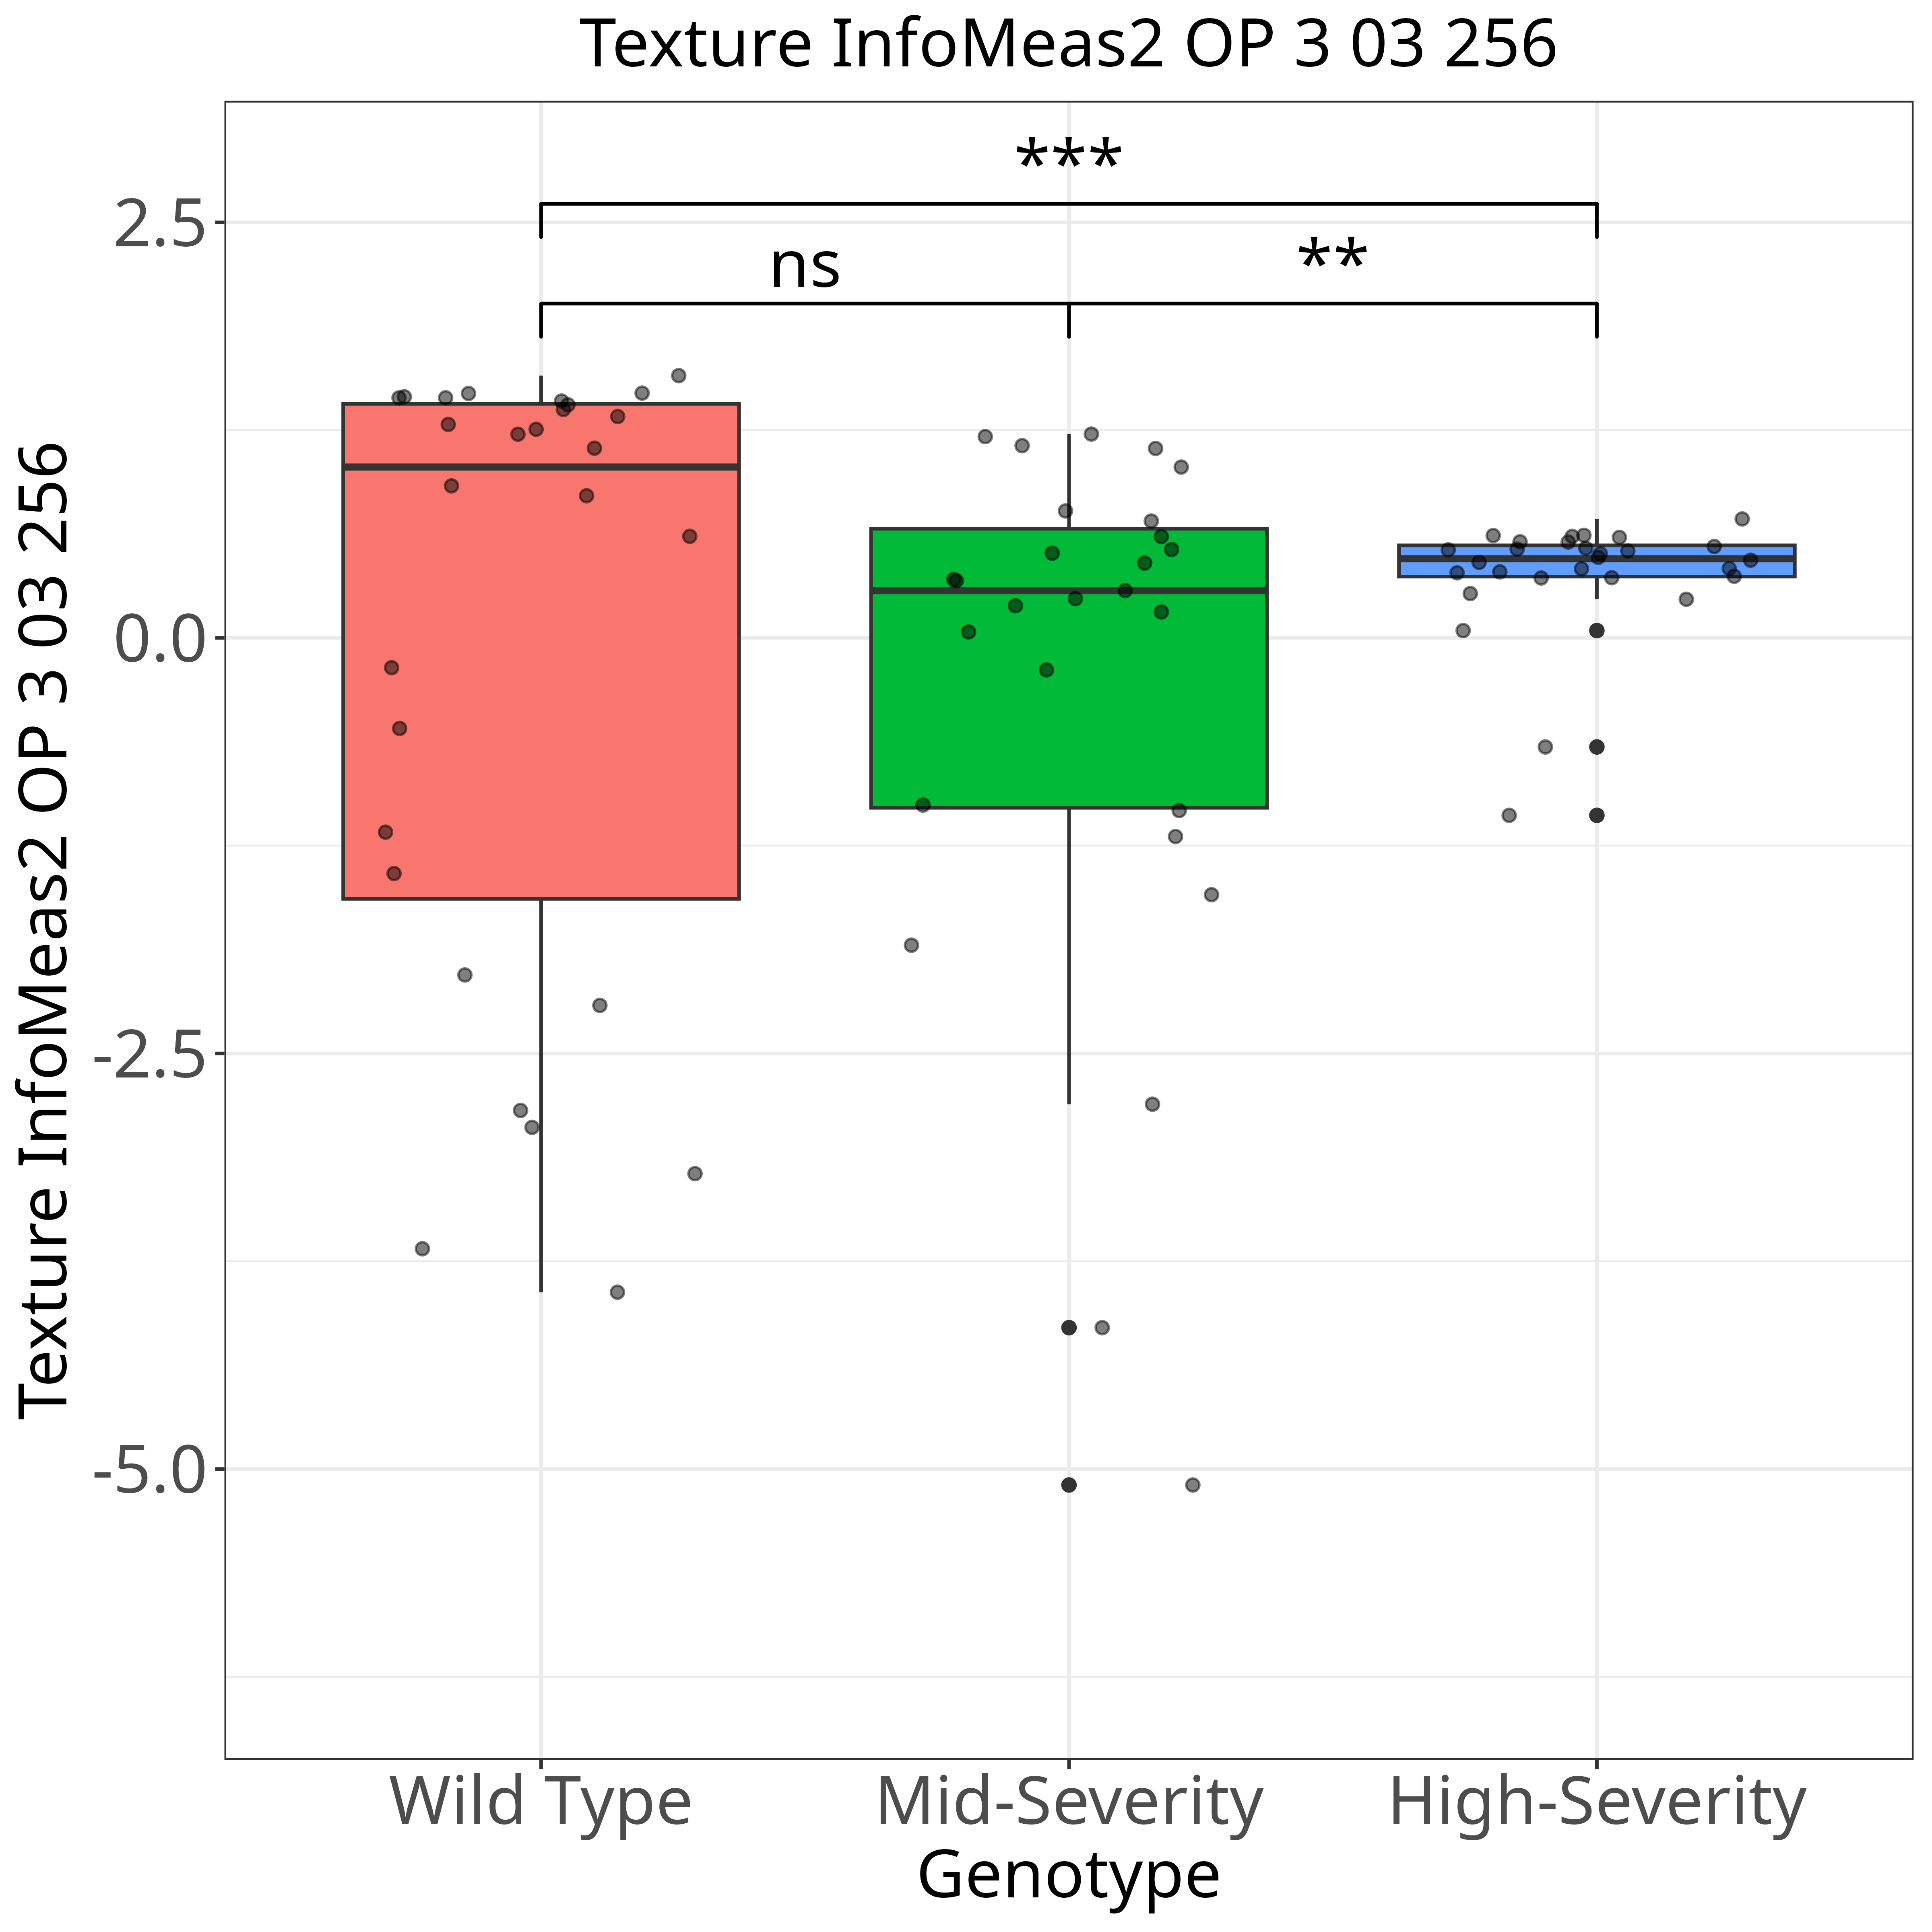 Texture InfoMeas2 OP 3 03 256
***
2.5
ns
**
0.0
-2.5
-5.0
Texture InfoMeas2 OP 3 03 256
Wild Type
Mid-Severity
High-Severity
Genotype